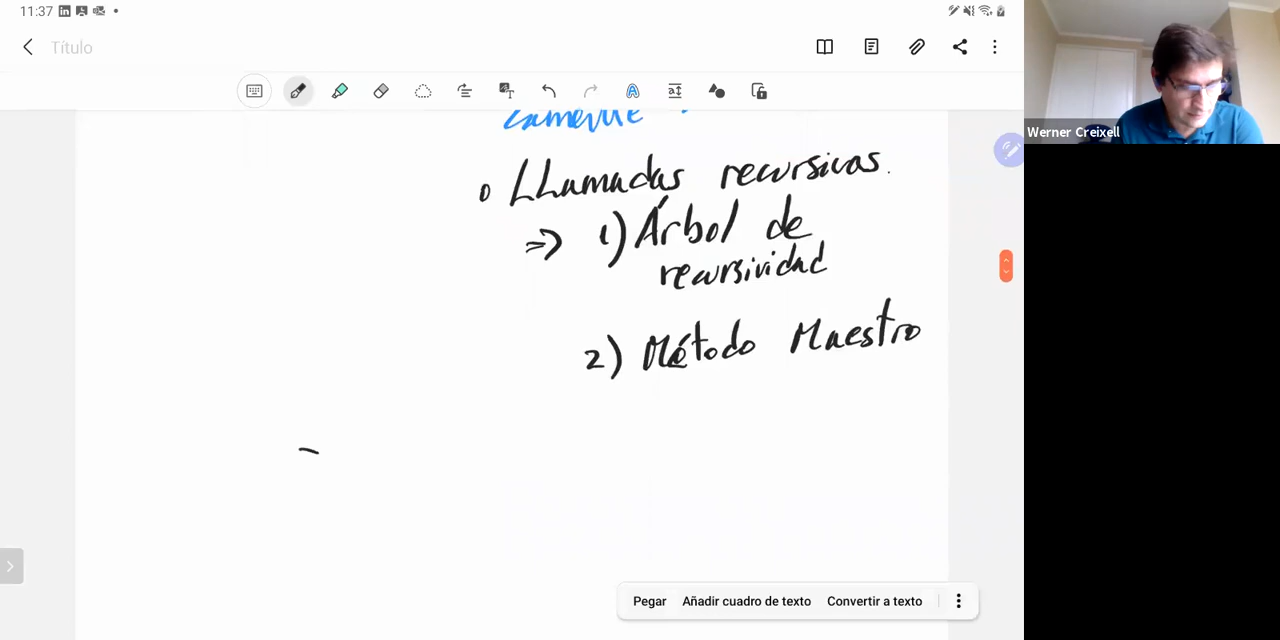 11:37
Título
camente
o Llamadas recursivas.
=> 1) Árbol de
recursividad
2) Método Maestro
Werner Creixell
Pegar Añadir cuadro de texto Convertir a texto